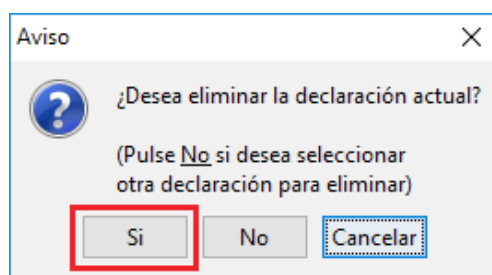 Aviso
¿Desea eliminar la declaración actual?
(Pulse No si desea seleccionar
otra declaración para eliminar)
Si No Cancelar